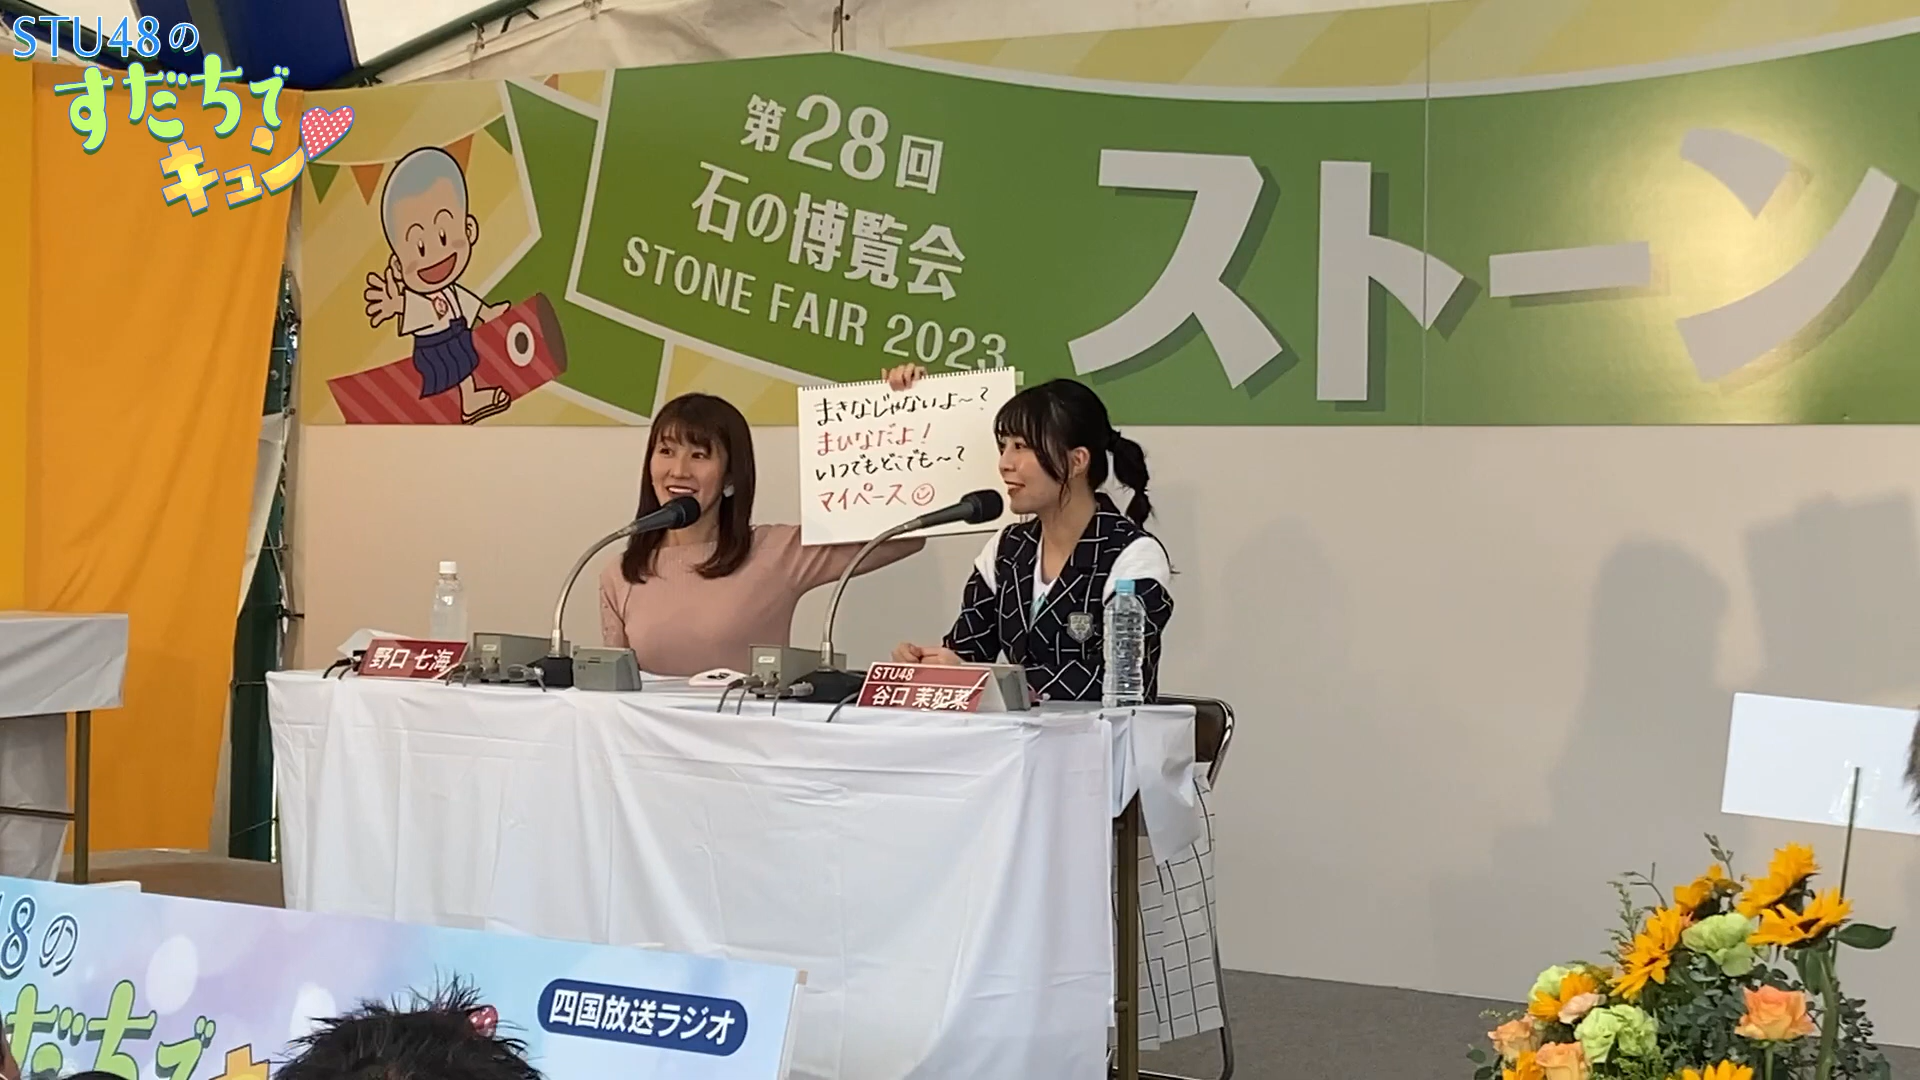 STU48の
すだちで
キュン
第28回
石の博覧会
STONE FAIR 2023
ストーン
まきなじゃないよ〜?
まひなだよ!
いつでもどこでも〜?
マイペース
野口 七海
STU48
谷口 茉妃菜
8の
だちで
四国放送ラジオ